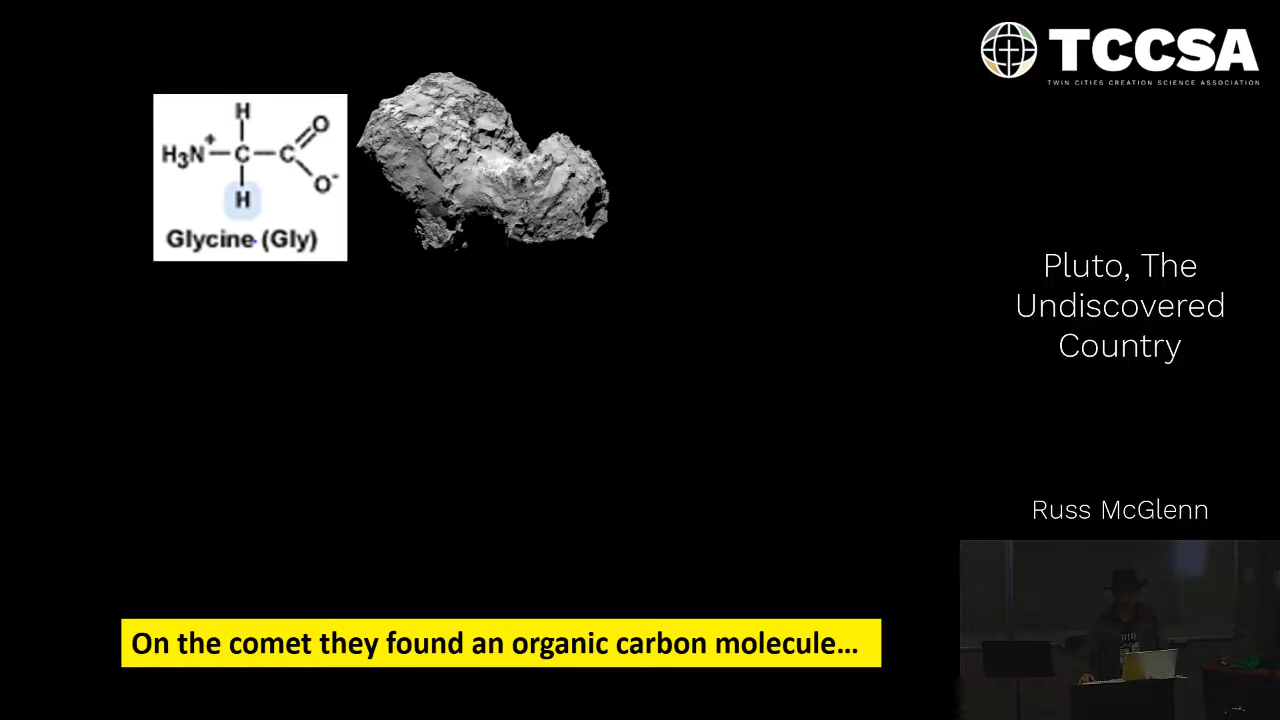 TCCSA
TWIN CITIES CREATION SCIENCE ASSOCIATION
H
H₃N⁺—C—C
O
O⁻
H
Glycine (Gly)
Pluto, The
Undiscovered
Country
Russ McGlenn
On the comet they found an organic carbon molecule...